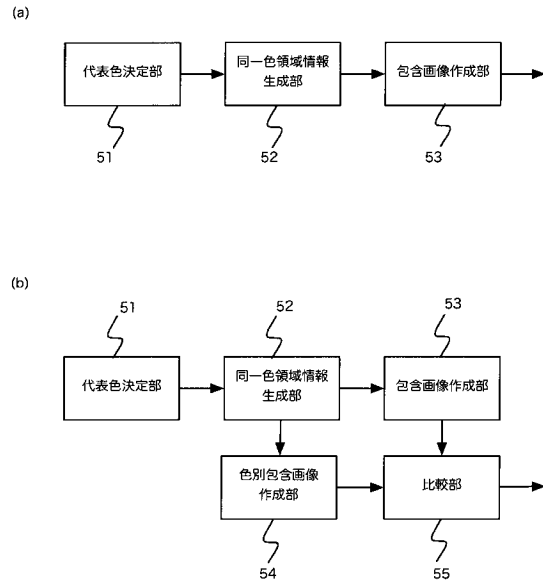 (a)
代表色決定部
同一色領域情報
生成部
包含画像作成部
51
52
53
(b)
51
52
53
代表色決定部
同一色領域情報
生成部
包含画像作成部
色別包含画像
作成部
比較部
54
55